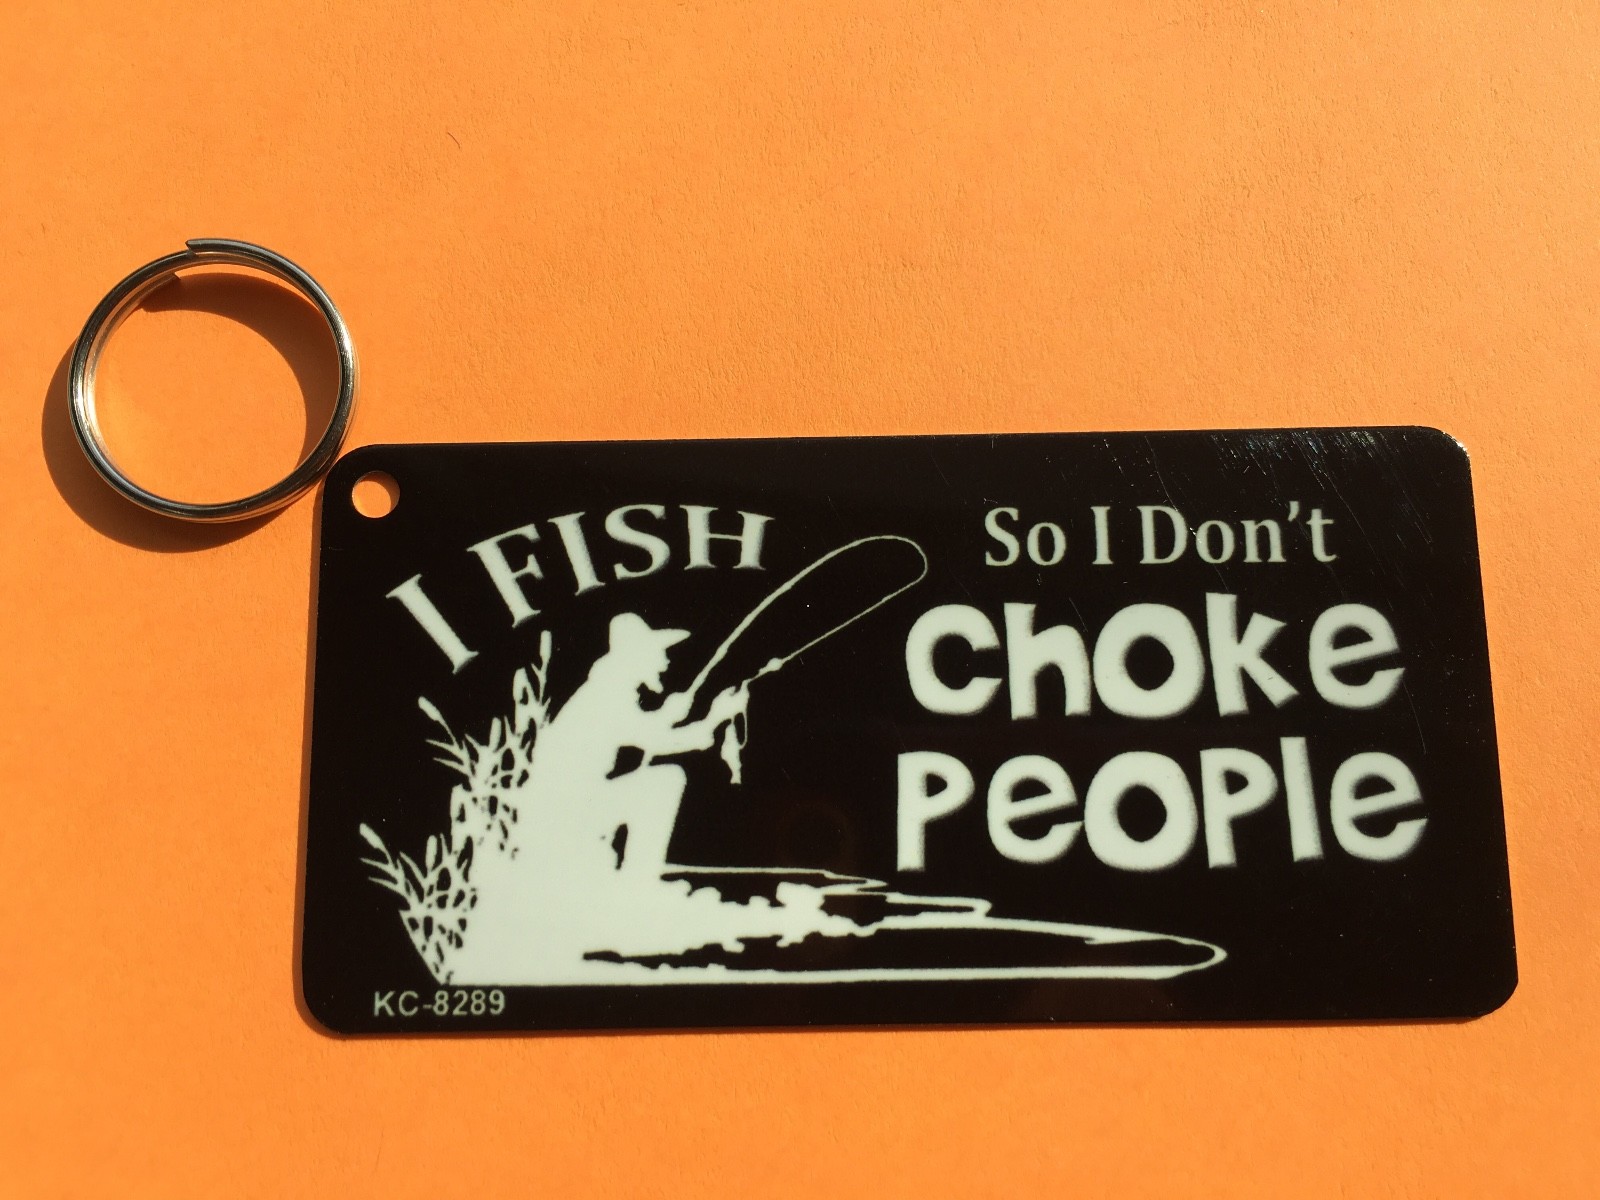 I FISH
So I Don't
CHOKE
PEOPLE
KC-8289